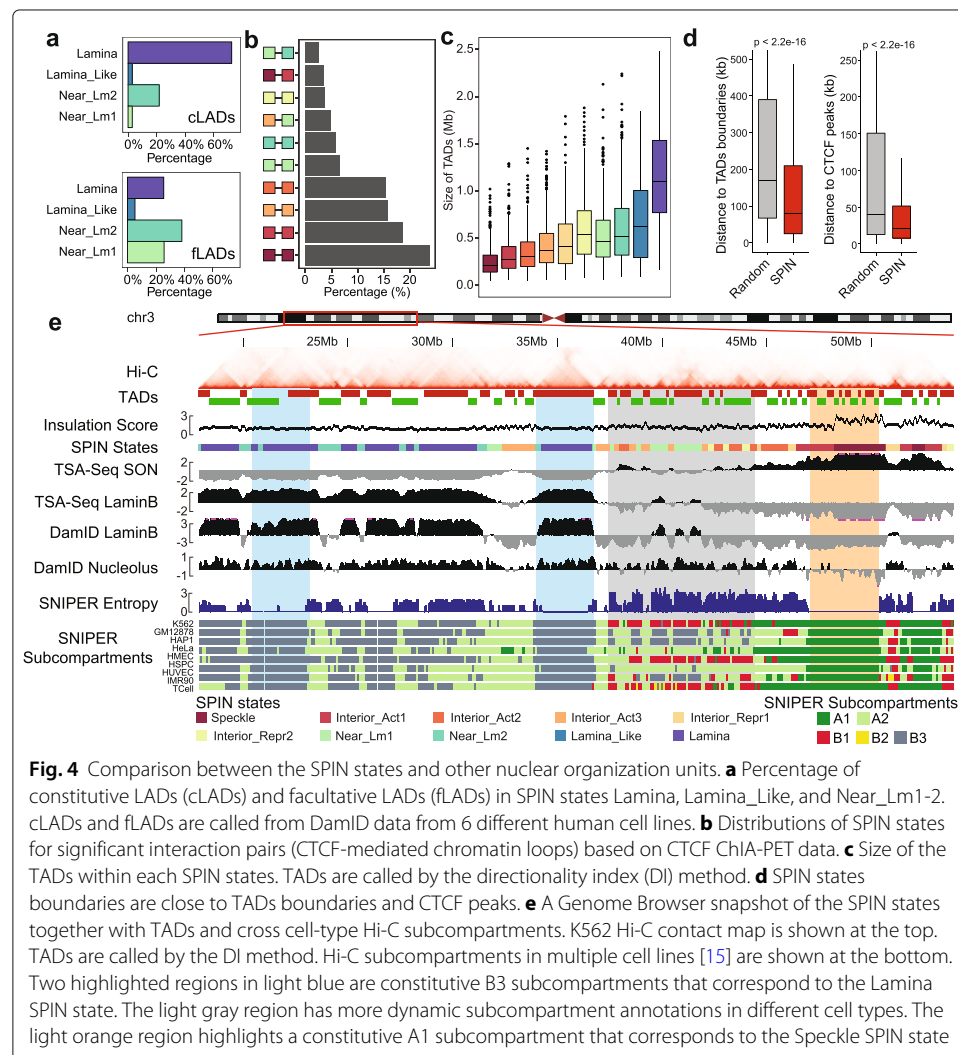 a
Lamina
Lamina_Like
Near_Lm2
Near_Lm1
cLADs
0% 20% 40% 60%
Percentage
Lamina
Lamina_Like
Near_Lm2
Near_Lm1
fLADs
0% 20% 40% 60%
Percentage
b
0 5 10 15 20
Percentage (%)
c
Size of TADs (Mb)
2.5
2.0
1.5
1.0
0.5
0.0
d
p < 2.2e-16
Distance to TADs boundaries (kb)
500
400
300
200
100
0
Random
SPIN
p < 2.2e-16
Distance to CTCF peaks (kb)
250
200
150
100
50
0
Random
SPIN
e
chr3
25Mb 30Mb 35Mb 40Mb 45Mb 50Mb
Hi-C
TADs
Insulation Score
3
0
SPIN States
TSA-Seq SON
2
-2
TSA-Seq LaminB
2
-2
DamID LaminB
3
-3
DamID Nucleolus
1
-1
SNIPER Entropy
3
0
SNIPER
Subcompartments
K562
GM12878
HAP1
HeLa
HMEC
HSPC
HUVEC
IMR90
TCell
SPIN states
Speckle Interior_Act1 Interior_Act2 Interior_Act3 Interior_Repr1
Interior_Repr2 Near_Lm1 Near_Lm2 Lamina_Like Lamina
SNIPER Subcompartments
A1 A2
B1 B2 B3
Fig. 4 Comparison between the SPIN states and other nuclear organization units. a Percentage of
constitutive LADs (cLADs) and facultative LADs (fLADs) in SPIN states Lamina, Lamina_Like, and Near_Lm1-2.
cLADs and fLADs are called from DamID data from 6 different human cell lines. b Distributions of SPIN states
for significant interaction pairs (CTCF-mediated chromatin loops) based on CTCF ChIA-PET data. c Size of the
TADs within each SPIN states. TADs are called by the directionality index (DI) method. d SPIN states
boundaries are close to TADs boundaries and CTCF peaks. e A Genome Browser snapshot of the SPIN states
together with TADs and cross cell-type Hi-C subcompartments. K562 Hi-C contact map is shown at the top.
TADs are called by the DI method. Hi-C subcompartments in multiple cell lines [15] are shown at the bottom.
Two highlighted regions in light blue are constitutive B3 subcompartments that correspond to the Lamina
SPIN state. The light gray region has more dynamic subcompartment annotations in different cell types. The
light orange region highlights a constitutive A1 subcompartment that corresponds to the Speckle SPIN state